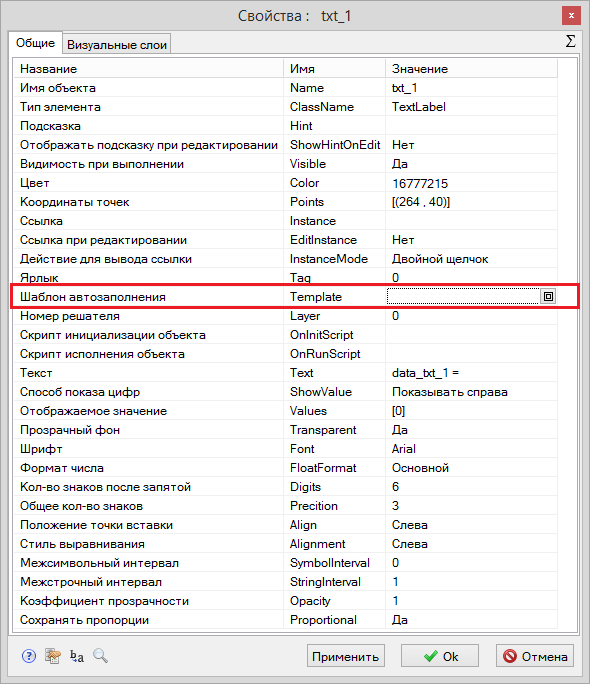 Свойства : txt_1
x
Общие Визуальные слои Σ
Название Имя Значение
Имя объекта Name txt_1
Тип элемента ClassName TextLabel
Подсказка Hint
Отображать подсказку при редактировании ShowHintOnEdit Нет
Видимость при выполнении Visible Да
Цвет Color 16777215
Координаты точек Points [(264 , 40)]
Ссылка Instance
Ссылка при редактировании EditInstance Нет
Действие для вывода ссылки InstanceMode Двойной щелчок
Ярлык Tag 0
Шаблон автозаполнения Template
Номер решателя Layer 0
Скрипт инициализации объекта OnInitScript
Скрипт исполнения объекта OnRunScript
Текст Text data_txt_1 =
Способ показа цифр ShowValue Показывать справа
Отображаемое значение Values [0]
Прозрачный фон Transparent Да
Шрифт Font Arial
Формат числа FloatFormat Основной
Кол-во знаков после запятой Digits 6
Общее кол-во знаков Precition 3
Положение точки вставки Align Слева
Стиль выравнивания Alignment Слева
Межсимвольный интервал SymbolInterval 0
Межстрочный интервал StringInterval 1
Коэффициент прозрачности Opacity 1
Сохранять пропорции Proportional Да
? b a Применить Ok Отмена